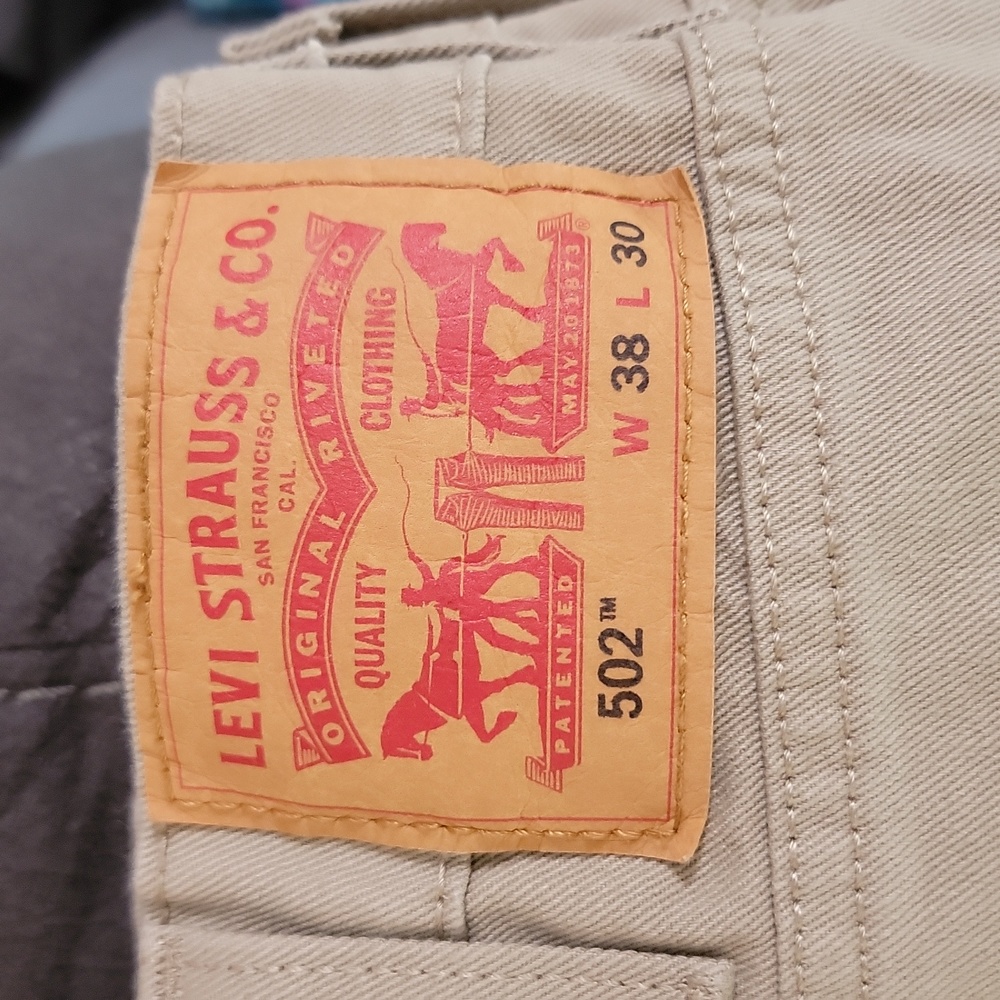 LEVI STRAUSS & CO.
SAN FRANCISCO
CAL.
ORIGINAL RIVETED
QUALITY CLOTHING
PATENTED MAY 20 1873 ®
502™ W 38 L 30